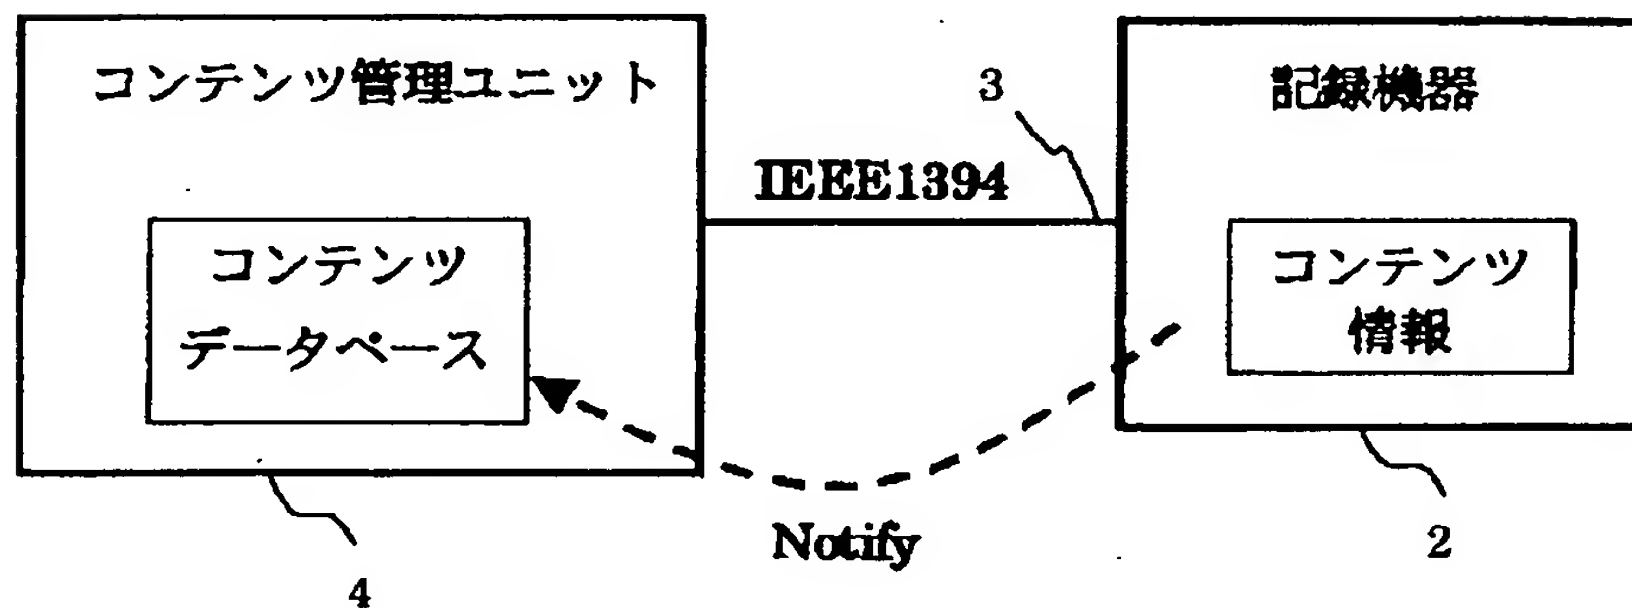 コンテンツ管理ユニット
3
記録機器
IEEE1394
コンテンツ
データベース
コンテンツ
情報
Notify
2
4